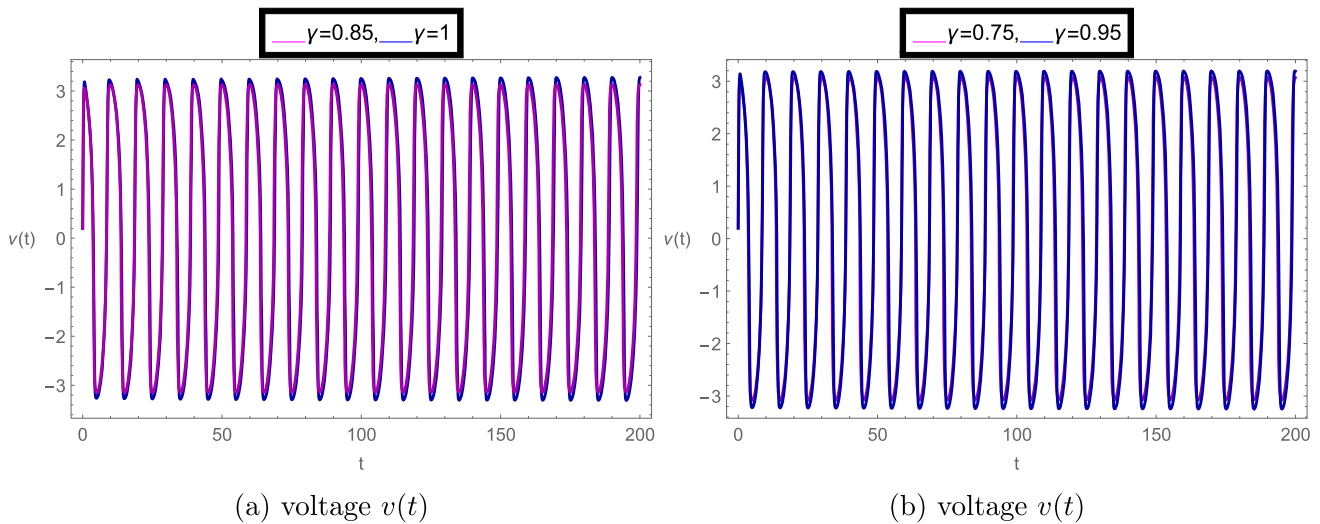 γ=0.85, γ=1
3
2
1
0
−1
−2
−3
v(t)
0 50 100 150 200
t
(a) voltage v(t)
γ=0.75, γ=0.95
3
2
1
0
−1
−2
−3
v(t)
0 50 100 150 200
t
(b) voltage v(t)